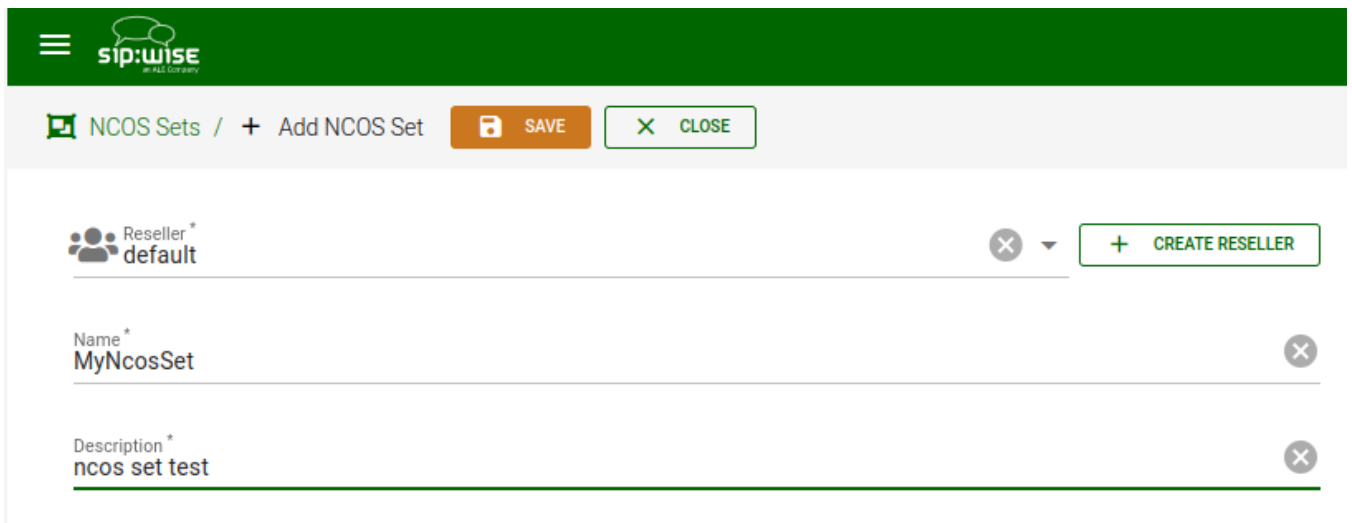 sip:wise
an ALE Company
NCOS Sets / + Add NCOS Set SAVE CLOSE
Reseller *
default
CREATE RESELLER
Name *
MyNcosSet
Description *
ncos set test